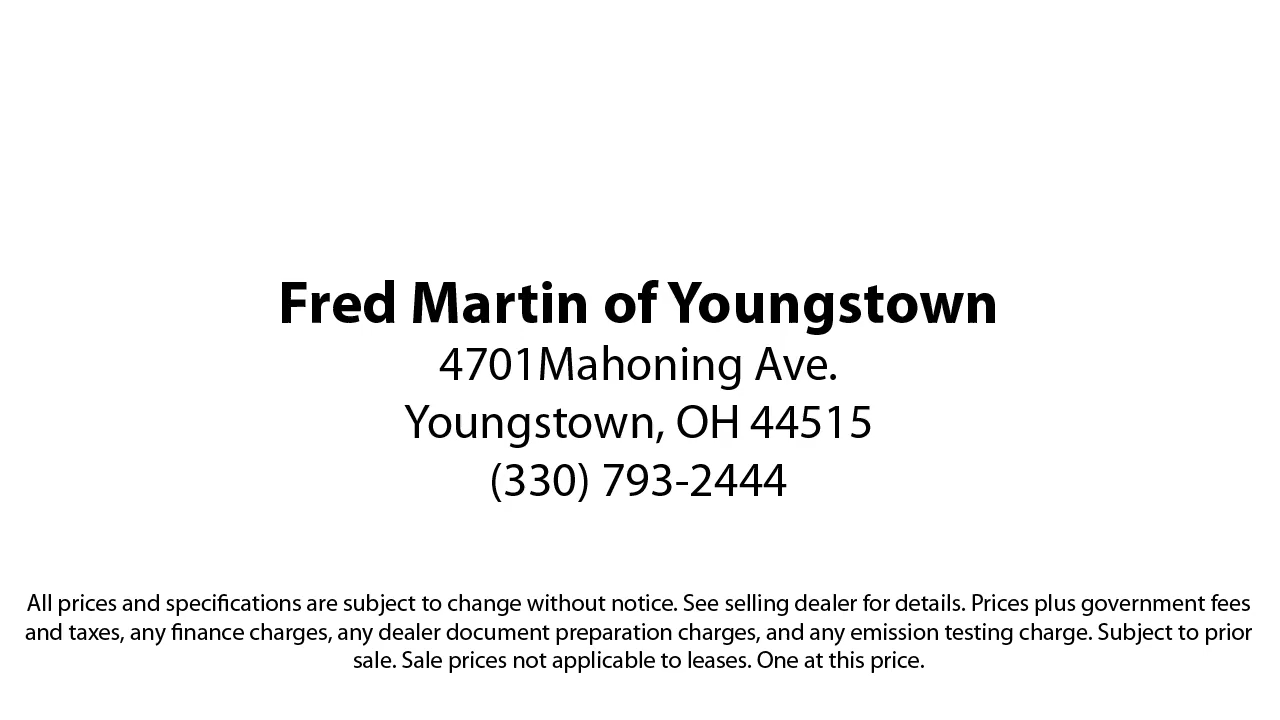 Fred Martin of Youngstown
4701Mahoning Ave.
Youngstown, OH 44515
(330) 793-2444
All prices and specifications are subject to change without notice. See selling dealer for details. Prices plus government fees
and taxes, any finance charges, any dealer document preparation charges, and any emission testing charge. Subject to prior
sale. Sale prices not applicable to leases. One at this price.